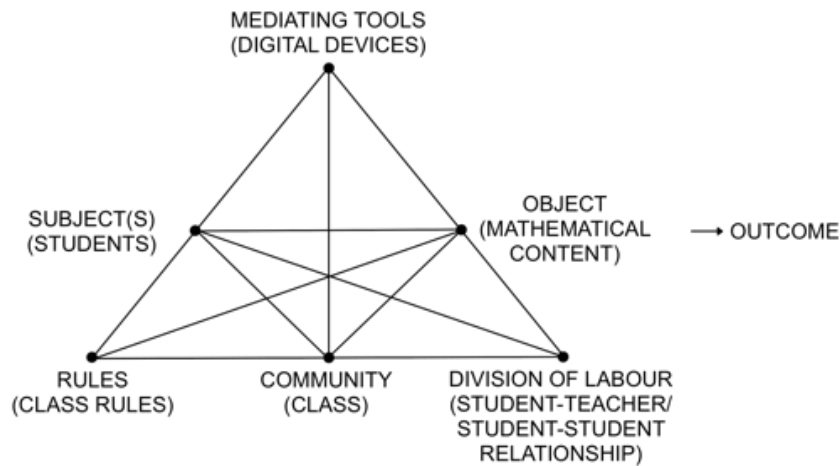 MEDIATING TOOLS
(DIGITAL DEVICES)
SUBJECT(S)
(STUDENTS)
OBJECT
(MATHEMATICAL
CONTENT)
OUTCOME
RULES
(CLASS RULES)
COMMUNITY
(CLASS)
DIVISION OF LABOUR
(STUDENT-TEACHER/
STUDENT-STUDENT
RELATIONSHIP)